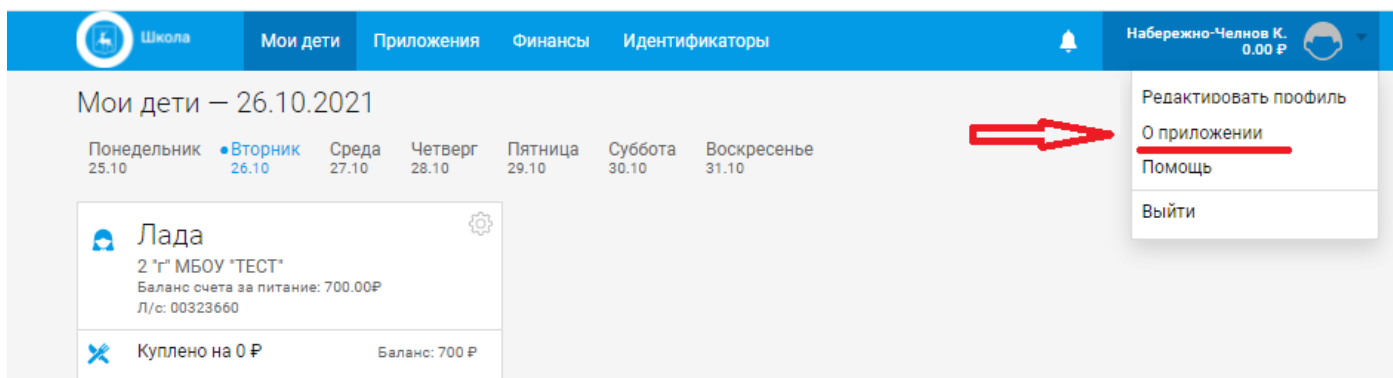 Школа
Мои дети
Приложения
Финансы
Идентификаторы
Набережно-Челнов К.
0.00 ₽
Мои дети — 26.10.2021
Редактировать профиль
О приложении
Помощь
Выйти
Понедельник
25.10
Вторник
26.10
Среда
27.10
Четверг
28.10
Пятница
29.10
Суббота
30.10
Воскресенье
31.10
Лада
2 "г" МБОУ "ТЕСТ"
Баланс счета за питание: 700.00₽
Л/с: 00323660
Куплено на 0 ₽
Баланс: 700 ₽